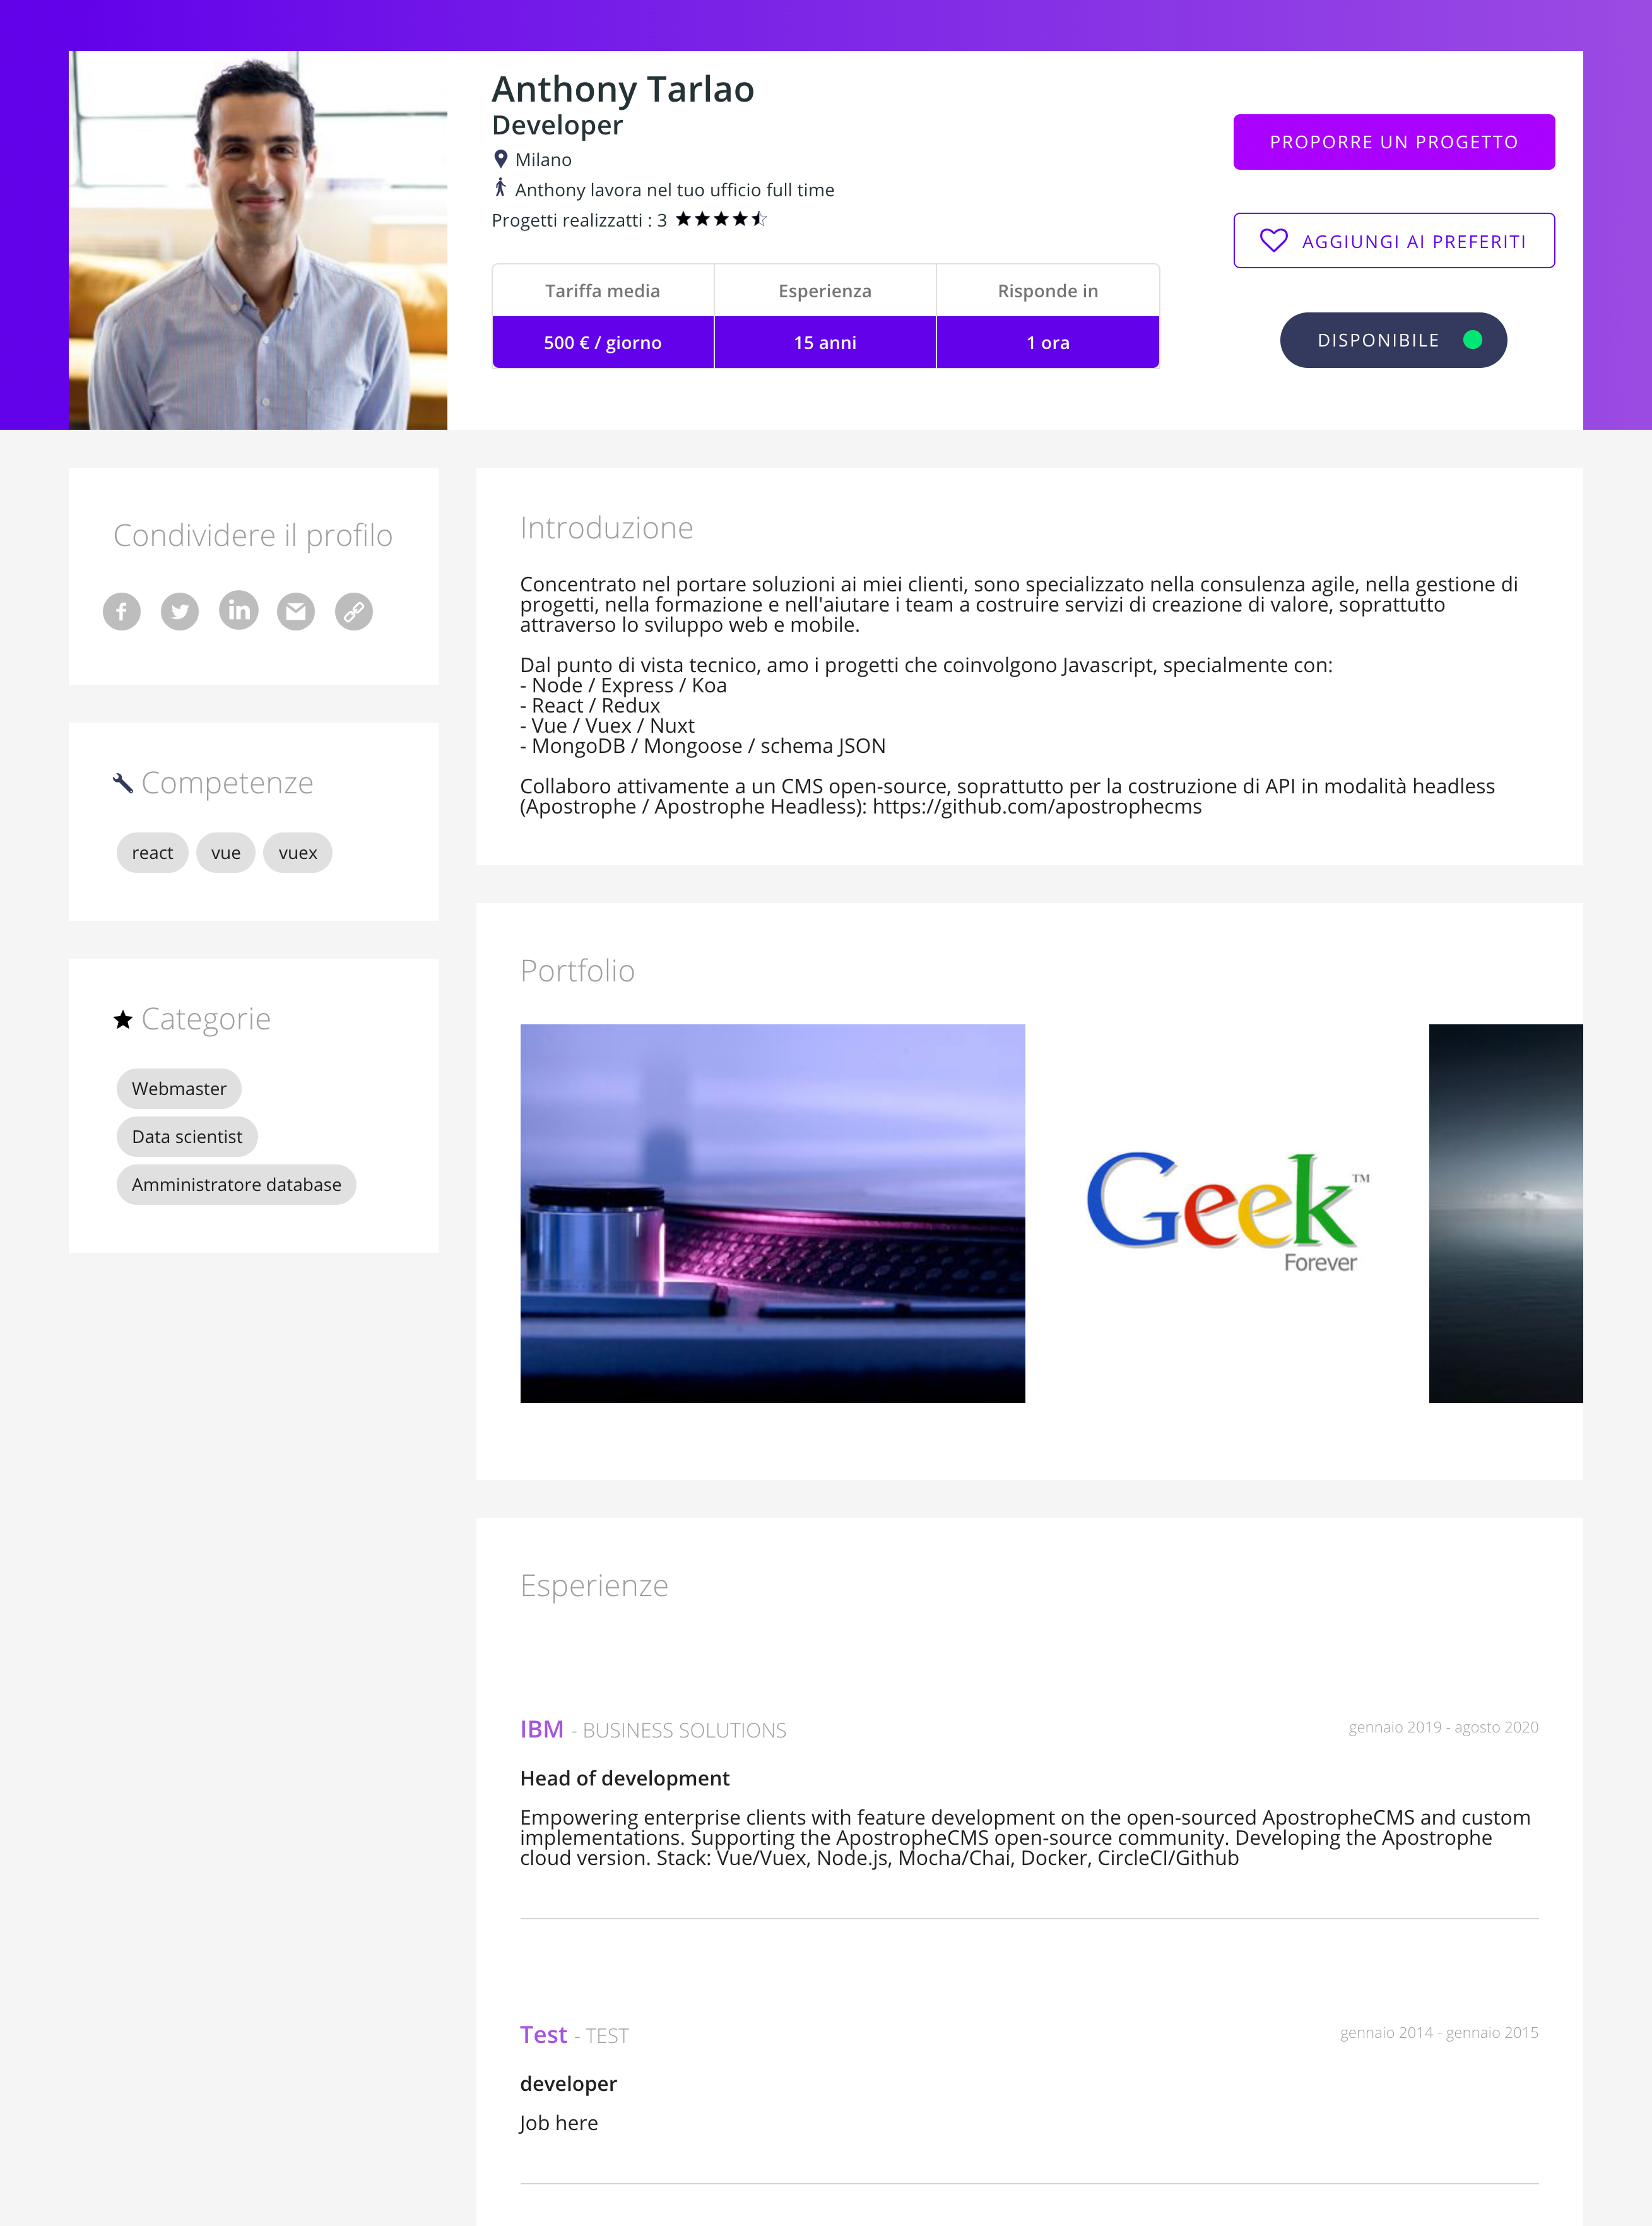 Anthony Tarlao
Developer
Milano
Anthony lavora nel tuo ufficio full time
Progetti realizzati : 3
Tariffa media
Esperienza
Risponde in
500 € / giorno
15 anni
1 ora
PROPORRE UN PROGETTO
AGGIUNGI AI PREFERITI
DISPONIBILE
Condividere il profilo
f
in
Competenze
react
vue
vuex
Categorie
Webmaster
Data scientist
Amministratore database
Introduzione
Concentrato nel portare soluzioni ai miei clienti, sono specializzato nella consulenza agile, nella gestione di
progetti, nella formazione e nell'aiutare i team a costruire servizi di creazione di valore, soprattutto
attraverso lo sviluppo web e mobile.
Dal punto di vista tecnico, amo i progetti che coinvolgono Javascript, specialmente con:
- Node / Express / Koa
- React / Redux
- Vue / Vuex / Nuxt
- MongoDB / Mongoose / schema JSON
Collaboro attivamente a un CMS open-source, soprattutto per la costruzione di API in modalità headless
(Apostrophe / Apostrophe Headless): https://github.com/apostrophecms
Portfolio
Geek™
Forever
Esperienze
IBM - BUSINESS SOLUTIONS
gennaio 2019 - agosto 2020
Head of development
Empowering enterprise clients with feature development on the open-sourced ApostropheCMS and custom
implementations. Supporting the ApostropheCMS open-source community. Developing the Apostrophe
cloud version. Stack: Vue/Vuex, Node.js, Mocha/Chai, Docker, CircleCI/Github
Test - TEST
gennaio 2014 - gennaio 2015
developer
Job here